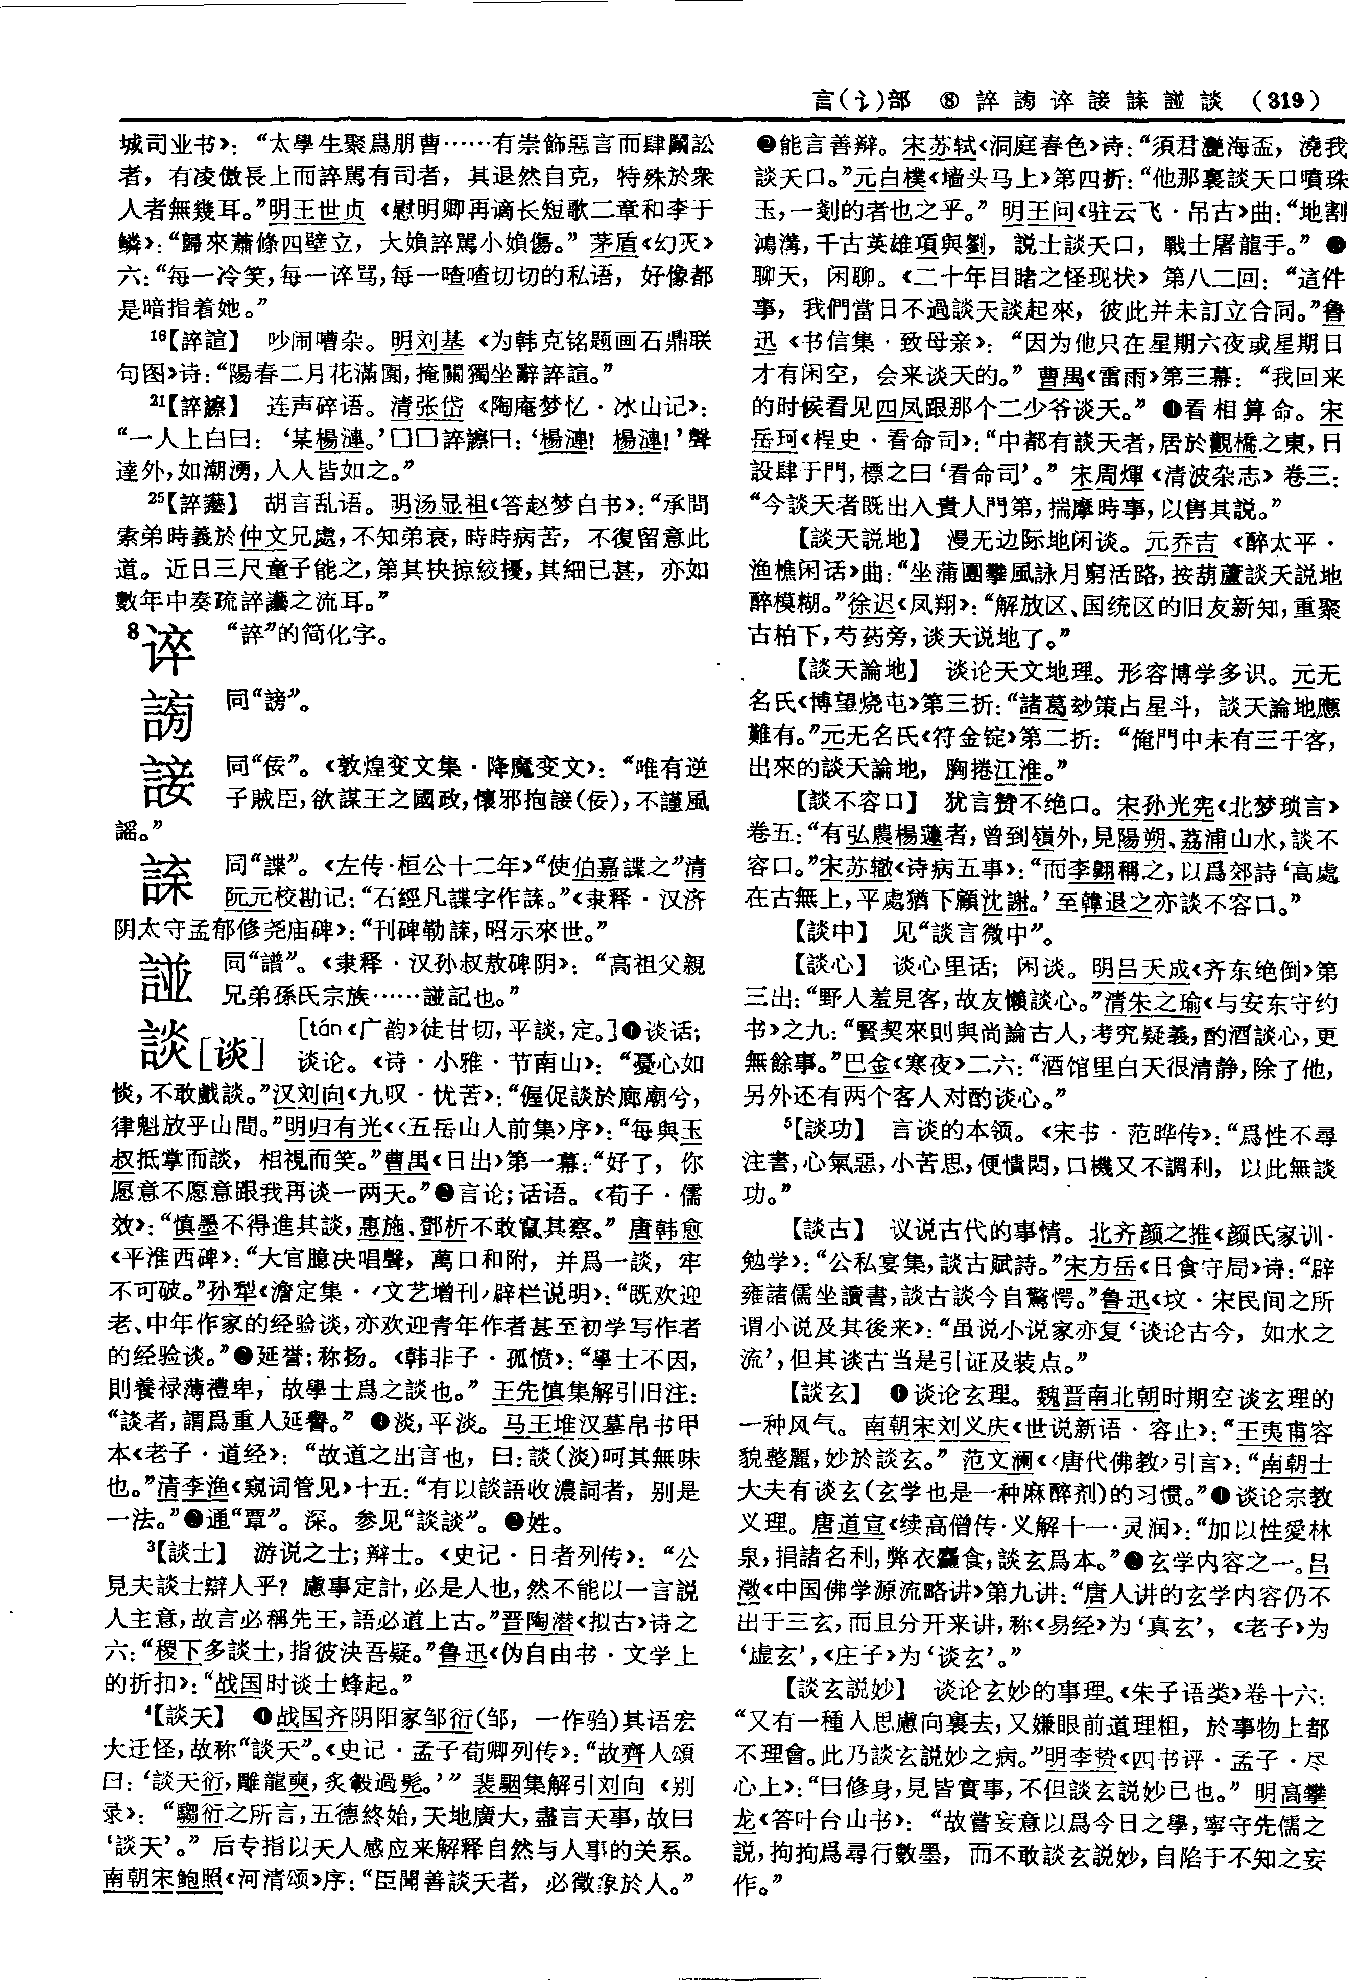 言(讠)部 ⑧ 誶 䛅 谇 䛠 諃 諩 談 (319)
城司业书》：“太學生聚爲朋曹……有崇飾惡言而肆鬭訟
者，有凌傲長上而誶駡有司者，其退然自克，特殊於衆
人者無幾耳。”明王世贞《慰明卿再谪长短歌二章和李于
鳞》：“歸來蕭條四壁立，大娘誶駡小娘傷。”茅盾《幻灭》
六：“每一冷笑，每一谇骂，每一喳喳切切的私语，好像都
是暗指着她。”
16【誶諠】 吵闹嘈杂。明刘基《为韩克铭题画石鼎联
句图》诗：“陽春二月花滿園，掩關獨坐辭誶諠。”
21【誶】 连声碎语。清张岱《陶庵梦忆·冰山记》：
“一人上白曰：‘某楊漣。’口口誶曰：‘楊漣！楊漣！’聲
達外，如潮湧，人人皆如之。”
25【誶】 胡言乱语。明汤显祖《答赵梦白书》：“承問
素弟時義於仲文兄處，不知弟衰，時時病苦，不復留意此
道。近日三尺童子能之，第其抉掠絞擾，其細已甚，亦如
數年中奏疏誶之流耳。”
8谇 “誶”的简化字。
同“謗”。
同“佞”。《敦煌变文集·降魔变文》：“唯有逆
子賊臣，欲謀王之國政，懷邪抱(佞)，不謹風
謡。”
同“諜”。《左传·桓公十二年》“使伯嘉諜之”清
阮元校勘记：“石經凡諜字作。”《隶释·汉济
阴太守孟郁修尧庙碑》：“刊碑勒，昭示來世。”
同“譜”。《隶释·汉孙叔敖碑阴》：“高祖父親
兄弟孫氏宗族……記也。”
談[谈] [tán《广韵》徒甘切，平談，定。]❶谈话；
谈论。《诗·小雅·节南山》：“憂心如
惔，不敢戲談。”汉刘向《九叹·忧苦》：“偓促談於廊廟兮，
律魁放乎山間。”明归有光《〈五岳山人前集〉序》：“每與玉
叔抵掌而談，相視而笑。”曹禺《日出》第一幕：“好了，你
愿意不愿意跟我再谈一两天。”❷言论；话语。《荀子·儒
效》：“慎墨不得進其談，惠施、鄧析不敢竄其察。”唐韩愈
《平淮西碑》：“大官臆决唱聲，萬口和附，并爲一談，牢
不可破。”孙犁《澹定集·〈文艺增刊〉辟栏说明》：“既欢迎
老、中年作家的经验谈，亦欢迎青年作者甚至初学写作者
的经验谈。”❸延誉；称扬。《韩非子·孤愤》：“學士不因，
則養禄薄禮卑，故學士爲之談也。”王先慎集解引旧注：
“談者，謂爲重人延譽。”❹淡，平淡。马王堆汉墓帛书甲
本《老子·道经》：“故道之出言也，曰：談(淡)呵其無味
也。”清李渔《窥词管见》十五：“有以談語收濃詞者，别是
一法。”❺通“覃”。深。参见“談談”。❻姓。
3【談士】 游说之士；辩士。《史记·日者列传》：“公
見夫談士辯人乎？慮事定計，必是人也，然不能以一言説
人主意，故言必稱先王，語必道上古。”晋陶潜《拟古》诗之
六：“稷下多談士，指彼決吾疑。”鲁迅《伪自由书·文学上
的折扣》：“战国时谈士蜂起。”
4【談天】 ❶战国齐阴阳家邹衍(邹，一作驺)其语宏
大迂怪，故称“談天”。《史记·孟子荀卿列传》：“故齊人頌
曰：‘談天衍，雕龍奭，炙轂過髡。’”裴駰集解引刘向《别
录》：“騶衍之所言，五德終始，天地廣大，盡言天事，故曰
‘談天’。”后专指以天人感应来解释自然与人事的关系。
南朝宋鲍照《河清颂》序：“臣聞善談天者，必徵象於人。”
❷能言善辩。宋苏轼《洞庭春色》诗：“須君灔海盃，澆我
談天口。”元白樸《墙头马上》第四折：“他那裏談天口噴珠
玉，一剗的者也之乎。”明王问《驻云飞·吊古》曲：“地割
鴻溝，千古英雄項與劉，説士談天口，戰士屠龍手。”❸
聊天，闲聊。《二十年目睹之怪现状》第八二回：“這件
事，我們當日不過談天談起來，彼此并未訂立合同。”鲁
迅《书信集·致母亲》：“因为他只在星期六夜或星期日
才有闲空，会来谈天的。”曹禺《雷雨》第三幕：“我回来
的时候看见四凤跟那个二少爷谈天。”❹看相算命。宋
岳珂《桯史·看命司》：“中都有談天者，居於觀橋之東，日
設肆于門，標之曰‘看命司’。”宋周煇《清波杂志》卷三：
“今談天者既出入貴人門第，揣摩時事，以售其説。”
【談天説地】 漫无边际地闲谈。元乔吉《醉太平·
渔樵闲话》曲：“坐蒲團攀風詠月窮活路，按葫蘆談天説地
醉模糊。”徐迟《凤翔》：“解放区、国统区的旧友新知，重聚
古柏下，芍药旁，谈天说地了。”
【談天論地】 谈论天文地理。形容博学多识。元无
名氏《博望烧屯》第三折：“諸葛玅策占星斗，談天論地應
難有。”元无名氏《符金锭》第二折：“俺門中未有三千客，
出來的談天論地，胸捲江淮。”
【談不容口】 犹言赞不绝口。宋孙光宪《北梦琐言》
卷五：“有弘農楊蘧者，曾到嶺外，見陽朔、荔浦山水，談不
容口。”宋苏辙《诗病五事》：“而李翺稱之，以爲郊詩‘高處
在古無上，平處猶下顧沈謝。’至韓退之亦談不容口。”
【談中】 见“談言微中”。
【談心】 谈心里话；闲谈。明吕天成《齐东绝倒》第
三出：“野人羞見客，故友懶談心。”清朱之瑜《与安东守约
书》之九：“賢契來則與尚論古人，考究疑義，酌酒談心，更
無餘事。”巴金《寒夜》二六：“酒馆里白天很清静，除了他，
另外还有两个客人对酌谈心。”
5【談功】 言谈的本领。《宋书·范晔传》：“爲性不尋
注書，心氣惡，小苦思，便憒悶，口機又不調利，以此無談
功。”
【談古】 议说古代的事情。北齐颜之推《颜氏家训·
勉学》：“公私宴集，談古賦詩。”宋方岳《日食守局》诗：“辟
雍諸儒坐讀書，談古談今自驚愕。”鲁迅《坟·宋民间之所
谓小说及其後来》：“虽说小说家亦复‘谈论古今，如水之
流’，但其谈古当是引证及装点。”
【談玄】 ❶谈论玄理。魏晋南北朝时期空谈玄理的
一种风气。南朝宋刘义庆《世说新语·容止》：“王夷甫容
貌整麗，妙於談玄。”范文澜《〈唐代佛教〉引言》：“南朝士
大夫有谈玄(玄学也是一种麻醉剂)的习惯。”❷谈论宗教
义理。唐道宣《续高僧传·义解十一·灵润》：“加以性愛林
泉，捐諸名利，弊衣麤食，談玄爲本。”❸玄学内容之一。吕
澂《中国佛学源流略讲》第九讲：“唐人讲的玄学内容仍不
出于三玄，而且分开来讲，称《易经》为‘真玄’，《老子》为
‘虚玄’，《庄子》为‘谈玄’。”
【談玄説妙】 谈论玄妙的事理。《朱子语类》卷十六：
“又有一種人思慮向裏去，又嫌眼前道理粗，於事物上都
不理會。此乃談玄説妙之病。”明李贽《四书评·孟子·尽
心上》：“曰修身，見皆實事，不但談玄説妙已也。”明高攀
龙《答叶台山书》：“故嘗妄意以爲今日之學，寧守先儒之
説，拘拘爲尋行數墨，而不敢談玄説妙，自陷于不知之妄
作。”